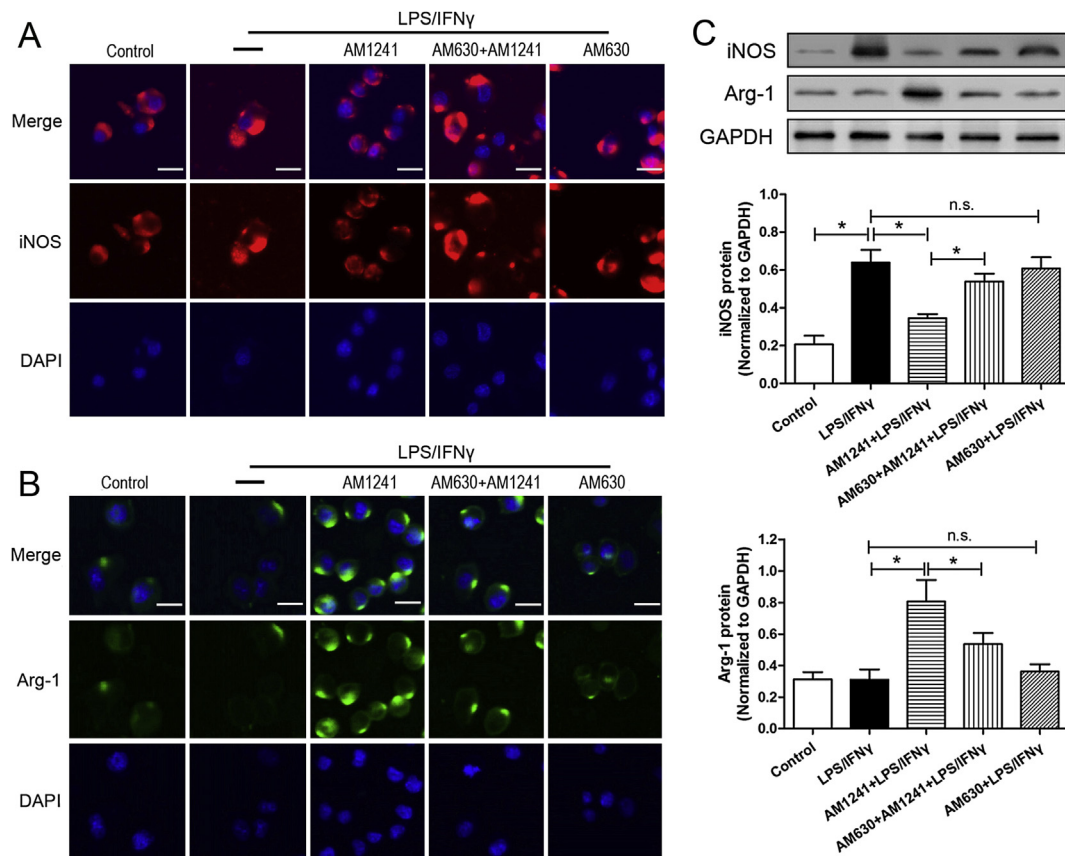 A
LPS/IFNγ
Control
AM1241
AM630+AM1241
AM630
Merge
iNOS
DAPI
B
LPS/IFNγ
Control
AM1241
AM630+AM1241
AM630
Merge
Arg-1
DAPI
C
iNOS
Arg-1
GAPDH
iNOS protein
(Normalized to GAPDH)
0.0
0.2
0.4
0.6
0.8
1.0
* * * n.s.
Control
LPS/IFNγ
AM1241+LPS/IFNγ
AM630+AM1241+LPS/IFNγ
AM630+LPS/IFNγ
Arg-1 protein
(Normalized to GAPDH)
0.0
0.2
0.4
0.6
0.8
1.0
1.2
* * n.s.
Control
LPS/IFNγ
AM1241+LPS/IFNγ
AM630+AM1241+LPS/IFNγ
AM630+LPS/IFNγ